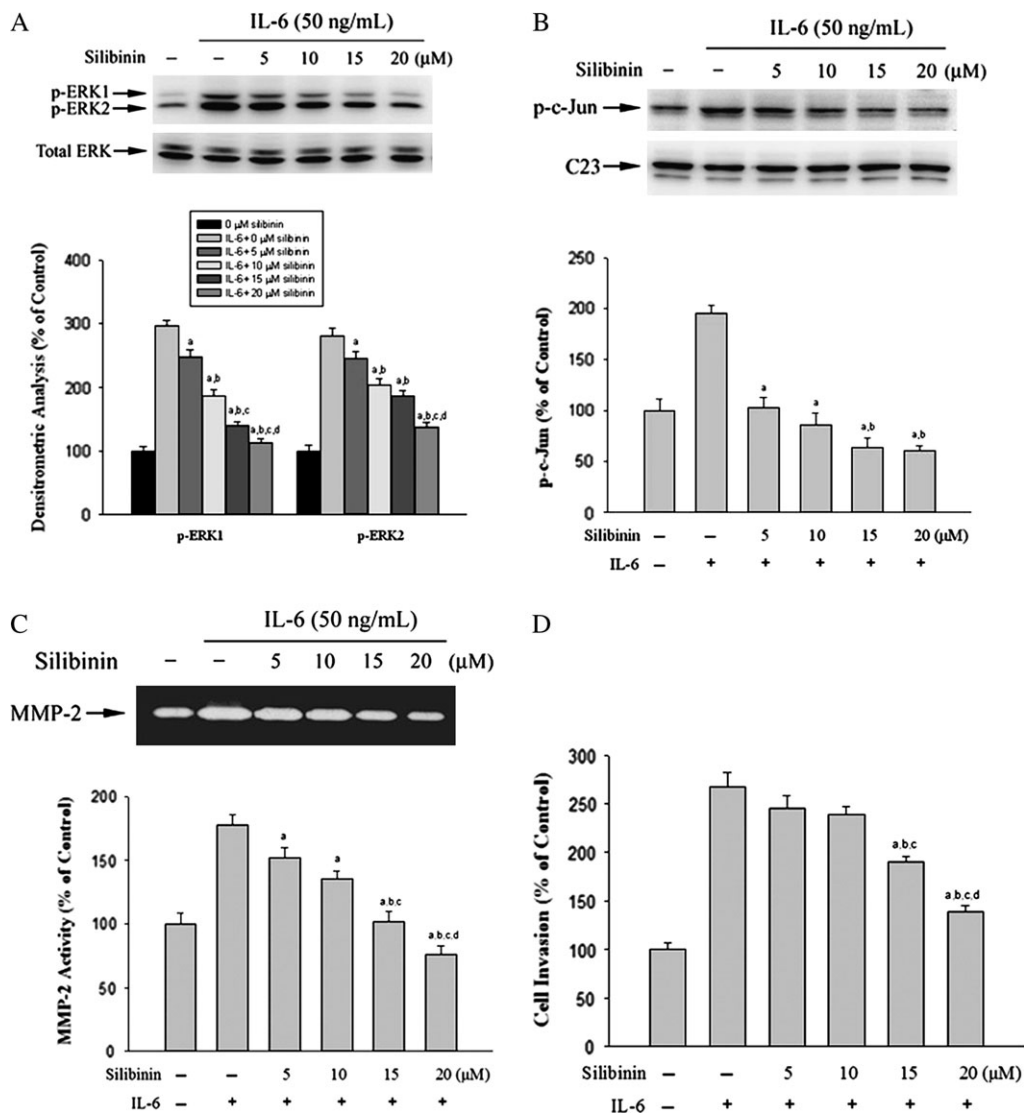 A
IL-6 (50 ng/mL)
Silibinin – – 5 10 15 20 (μM)
p-ERK1
p-ERK2
Total ERK
0 μM silibinin
IL-6+0 μM silibinin
IL-6+5 μM silibinin
IL-6+10 μM silibinin
IL-6+15 μM silibinin
IL-6+20 μM silibinin
Densitrometric Analysis (% of Control)
400
300
200
100
0
a
a,b
a,b,c
a,b,c,d
a
a,b
a,b
a,b,c,d
p-ERK1 p-ERK2
B
IL-6 (50 ng/mL)
Silibinin – – 5 10 15 20 (μM)
p-c-Jun
C23
p-c-Jun (% of Control)
250
200
150
100
50
0
a
a
a,b
a,b
Silibinin – – 5 10 15 20 (μM)
IL-6 – + + + + +
C
IL-6 (50 ng/mL)
Silibinin – – 5 10 15 20 (μM)
MMP-2
MMP-2 Activity (% of Control)
200
150
100
50
0
a
a
a,b,c
a,b,c,d
Silibinin – – 5 10 15 20 (μM)
IL-6 – + + + + +
D
Cell Invasion (% of Control)
300
250
200
150
100
50
0
a,b,c
a,b,c,d
Silibinin – – 5 10 15 20 (μM)
IL-6 – + + + + +